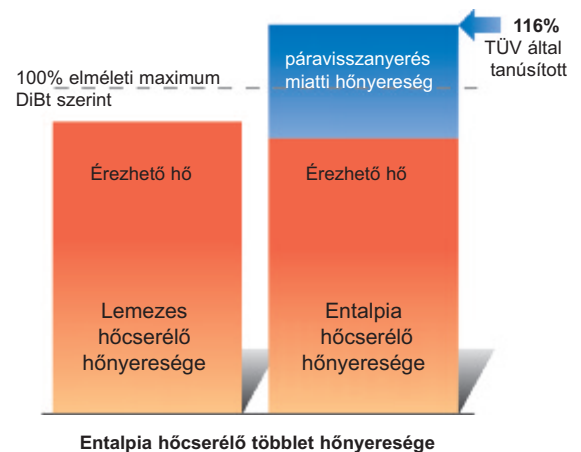 116%
TÜV által
tanúsított
páravisszanyerés
miatti hőnyereség
100% elméleti maximum
DiBt szerint
Érezhető hő
Érezhető hő
Lemezes
hőcserélő
hőnyeresége
Entalpia
hőcserélő
hőnyeresége
Entalpia hőcserélő többlet hőnyeresége